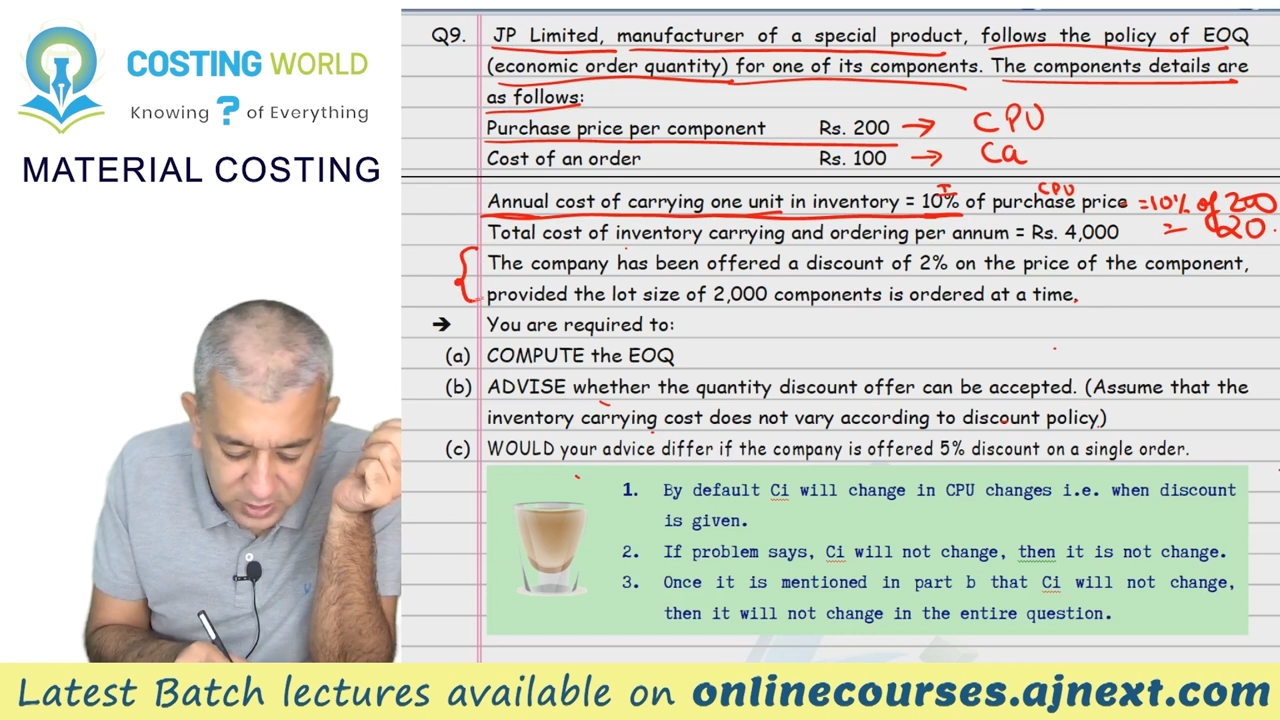 COSTING WORLD
Knowing ? of Everything
MATERIAL COSTING
Q9. JP Limited, manufacturer of a special product, follows the policy of EOQ
(economic order quantity) for one of its components. The components details are
as follows:
Purchase price per component Rs. 200 → CPU
Cost of an order Rs. 100 → Ca
I CPU
Annual cost of carrying one unit in inventory = 10% of purchase price = 10% of 200
Total cost of inventory carrying and ordering per annum = Rs. 4,000 = 20.
The company has been offered a discount of 2% on the price of the component,
provided the lot size of 2,000 components is ordered at a time.
→ You are required to:
(a) COMPUTE the EOQ
(b) ADVISE whether the quantity discount offer can be accepted. (Assume that the
inventory carrying cost does not vary according to discount policy)
(c) WOULD your advice differ if the company is offered 5% discount on a single order.
1. By default Ci will change in CPU changes i.e. when discount
is given.
2. If problem says, Ci will not change, then it is not change.
3. Once it is mentioned in part b that Ci will not change,
then it will not change in the entire question.
Latest Batch lectures available on onlinecourses.ajnext.com